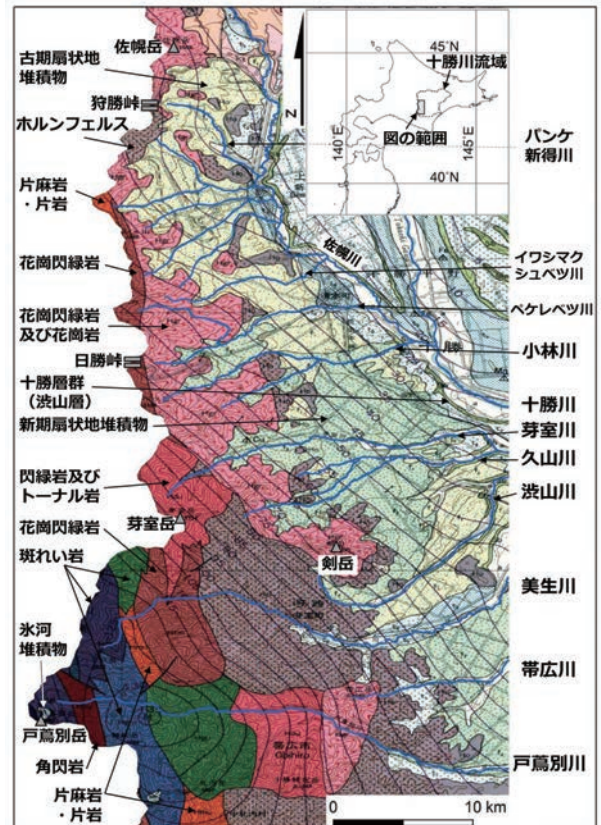 佐幌岳
古期扇状地
堆積物
狩勝峠
ホルンフェルス
片麻岩
・片岩
花崗閃緑岩
花崗閃緑岩
及び花崗岩
日勝峠
十勝層群
(渋山層)
新期扇状地堆積物
閃緑岩及び
トーナル岩
芽室岳
花崗閃緑岩
斑れい岩
氷河
堆積物
戸蔦別岳
角閃岩
片麻岩
・片岩
N
45°N
十勝川流域
図の範囲
140°E
145°E
40°N
パンケ
新得川
佐幌川
イワシマク
シュベツ川
ペケレベツ川
小林川
十勝川
芽室川
久山川
渋山川
剣岳
美生川
帯広川
戸蔦別川
帯広市
Obihiro
0
10 km